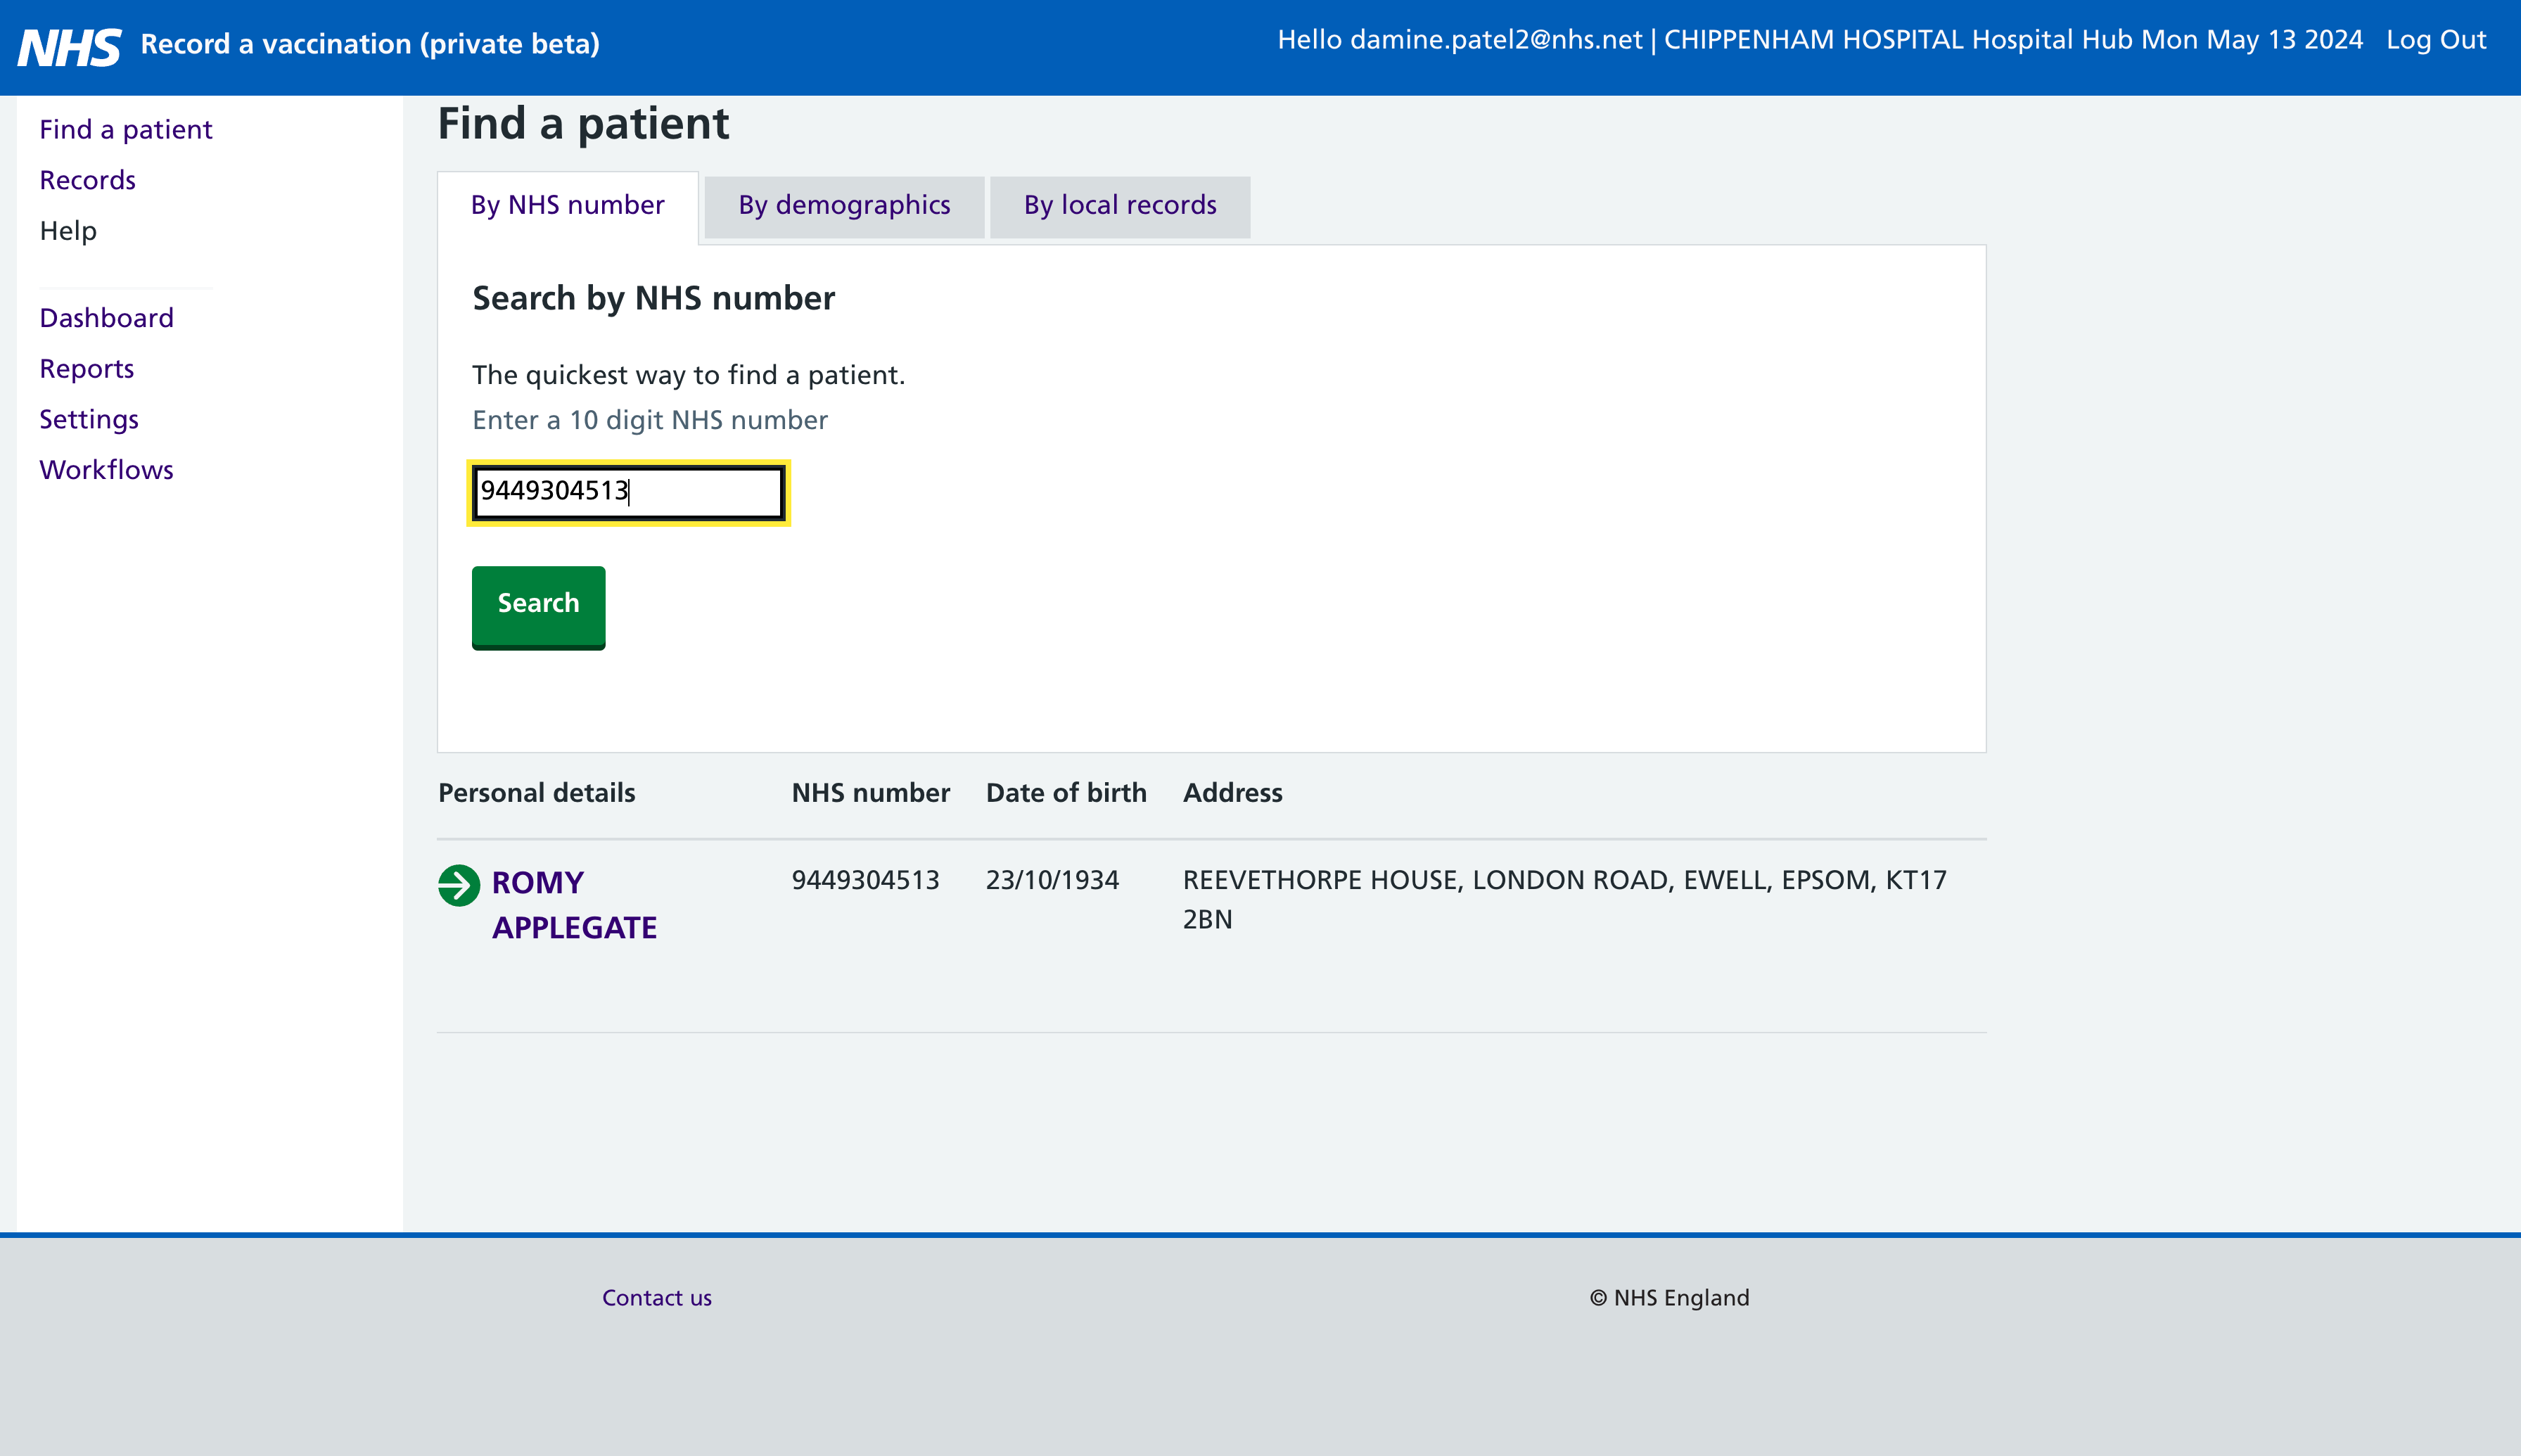 NHS Record a vaccination (private beta)
Hello damine.patel2@nhs.net | CHIPPENHAM HOSPITAL Hospital Hub Mon May 13 2024 Log Out
Find a patient
Records
Help
Dashboard
Reports
Settings
Workflows
Find a patient
By NHS number By demographics By local records
Search by NHS number
The quickest way to find a patient.
Enter a 10 digit NHS number
9449304513
Search
Personal details NHS number Date of birth Address
ROMY APPLEGATE 9449304513 23/10/1934 REEVETHORPE HOUSE, LONDON ROAD, EWELL, EPSOM, KT17 2BN
Contact us
© NHS England